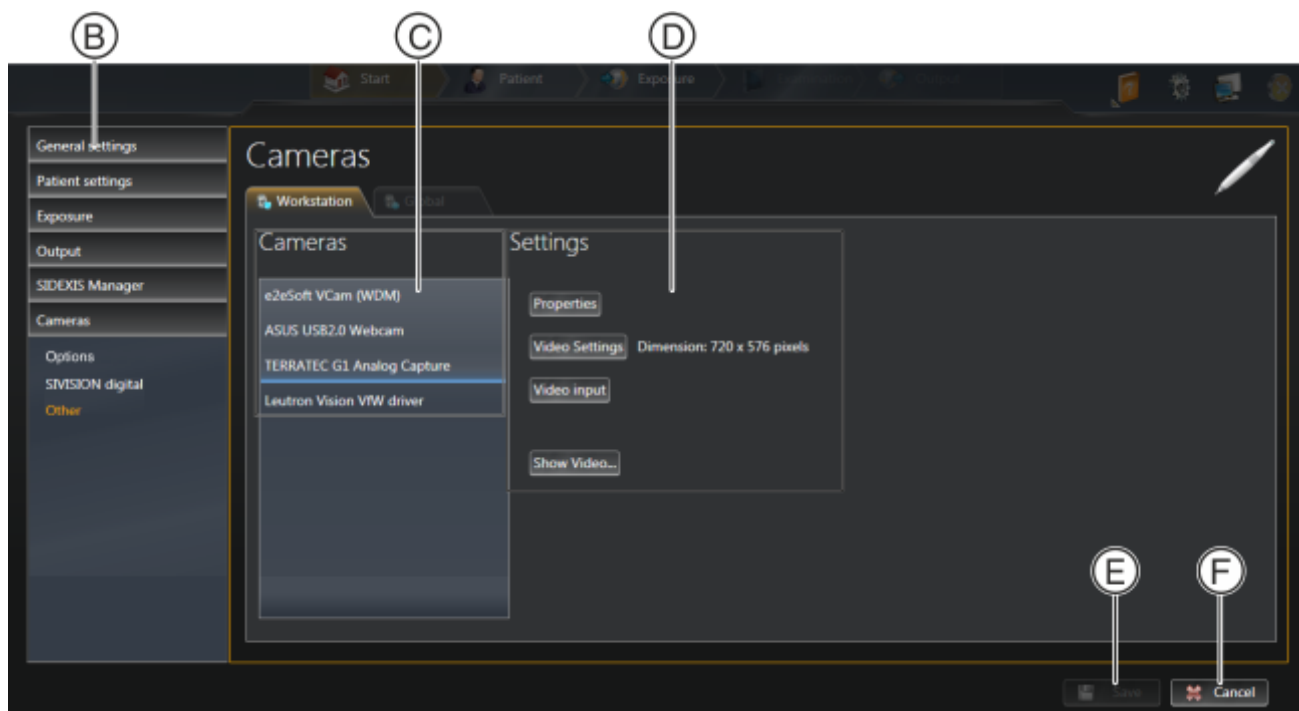 B C D
Start Patient Exposure
General settings
Patient settings
Exposure
Output
SIDEXIS Manager
Cameras
Options
SIVISION digital
Other
Cameras
Workstation Global
Cameras
e2eSoft VCam (WDM)
ASUS USB2.0 Webcam
TERRATEC G1 Analog Capture
Leutron Vision VfW driver
Settings
Properties
Video Settings Dimension: 720 x 576 pixels
Video input
Show Video...
E F
Save Cancel